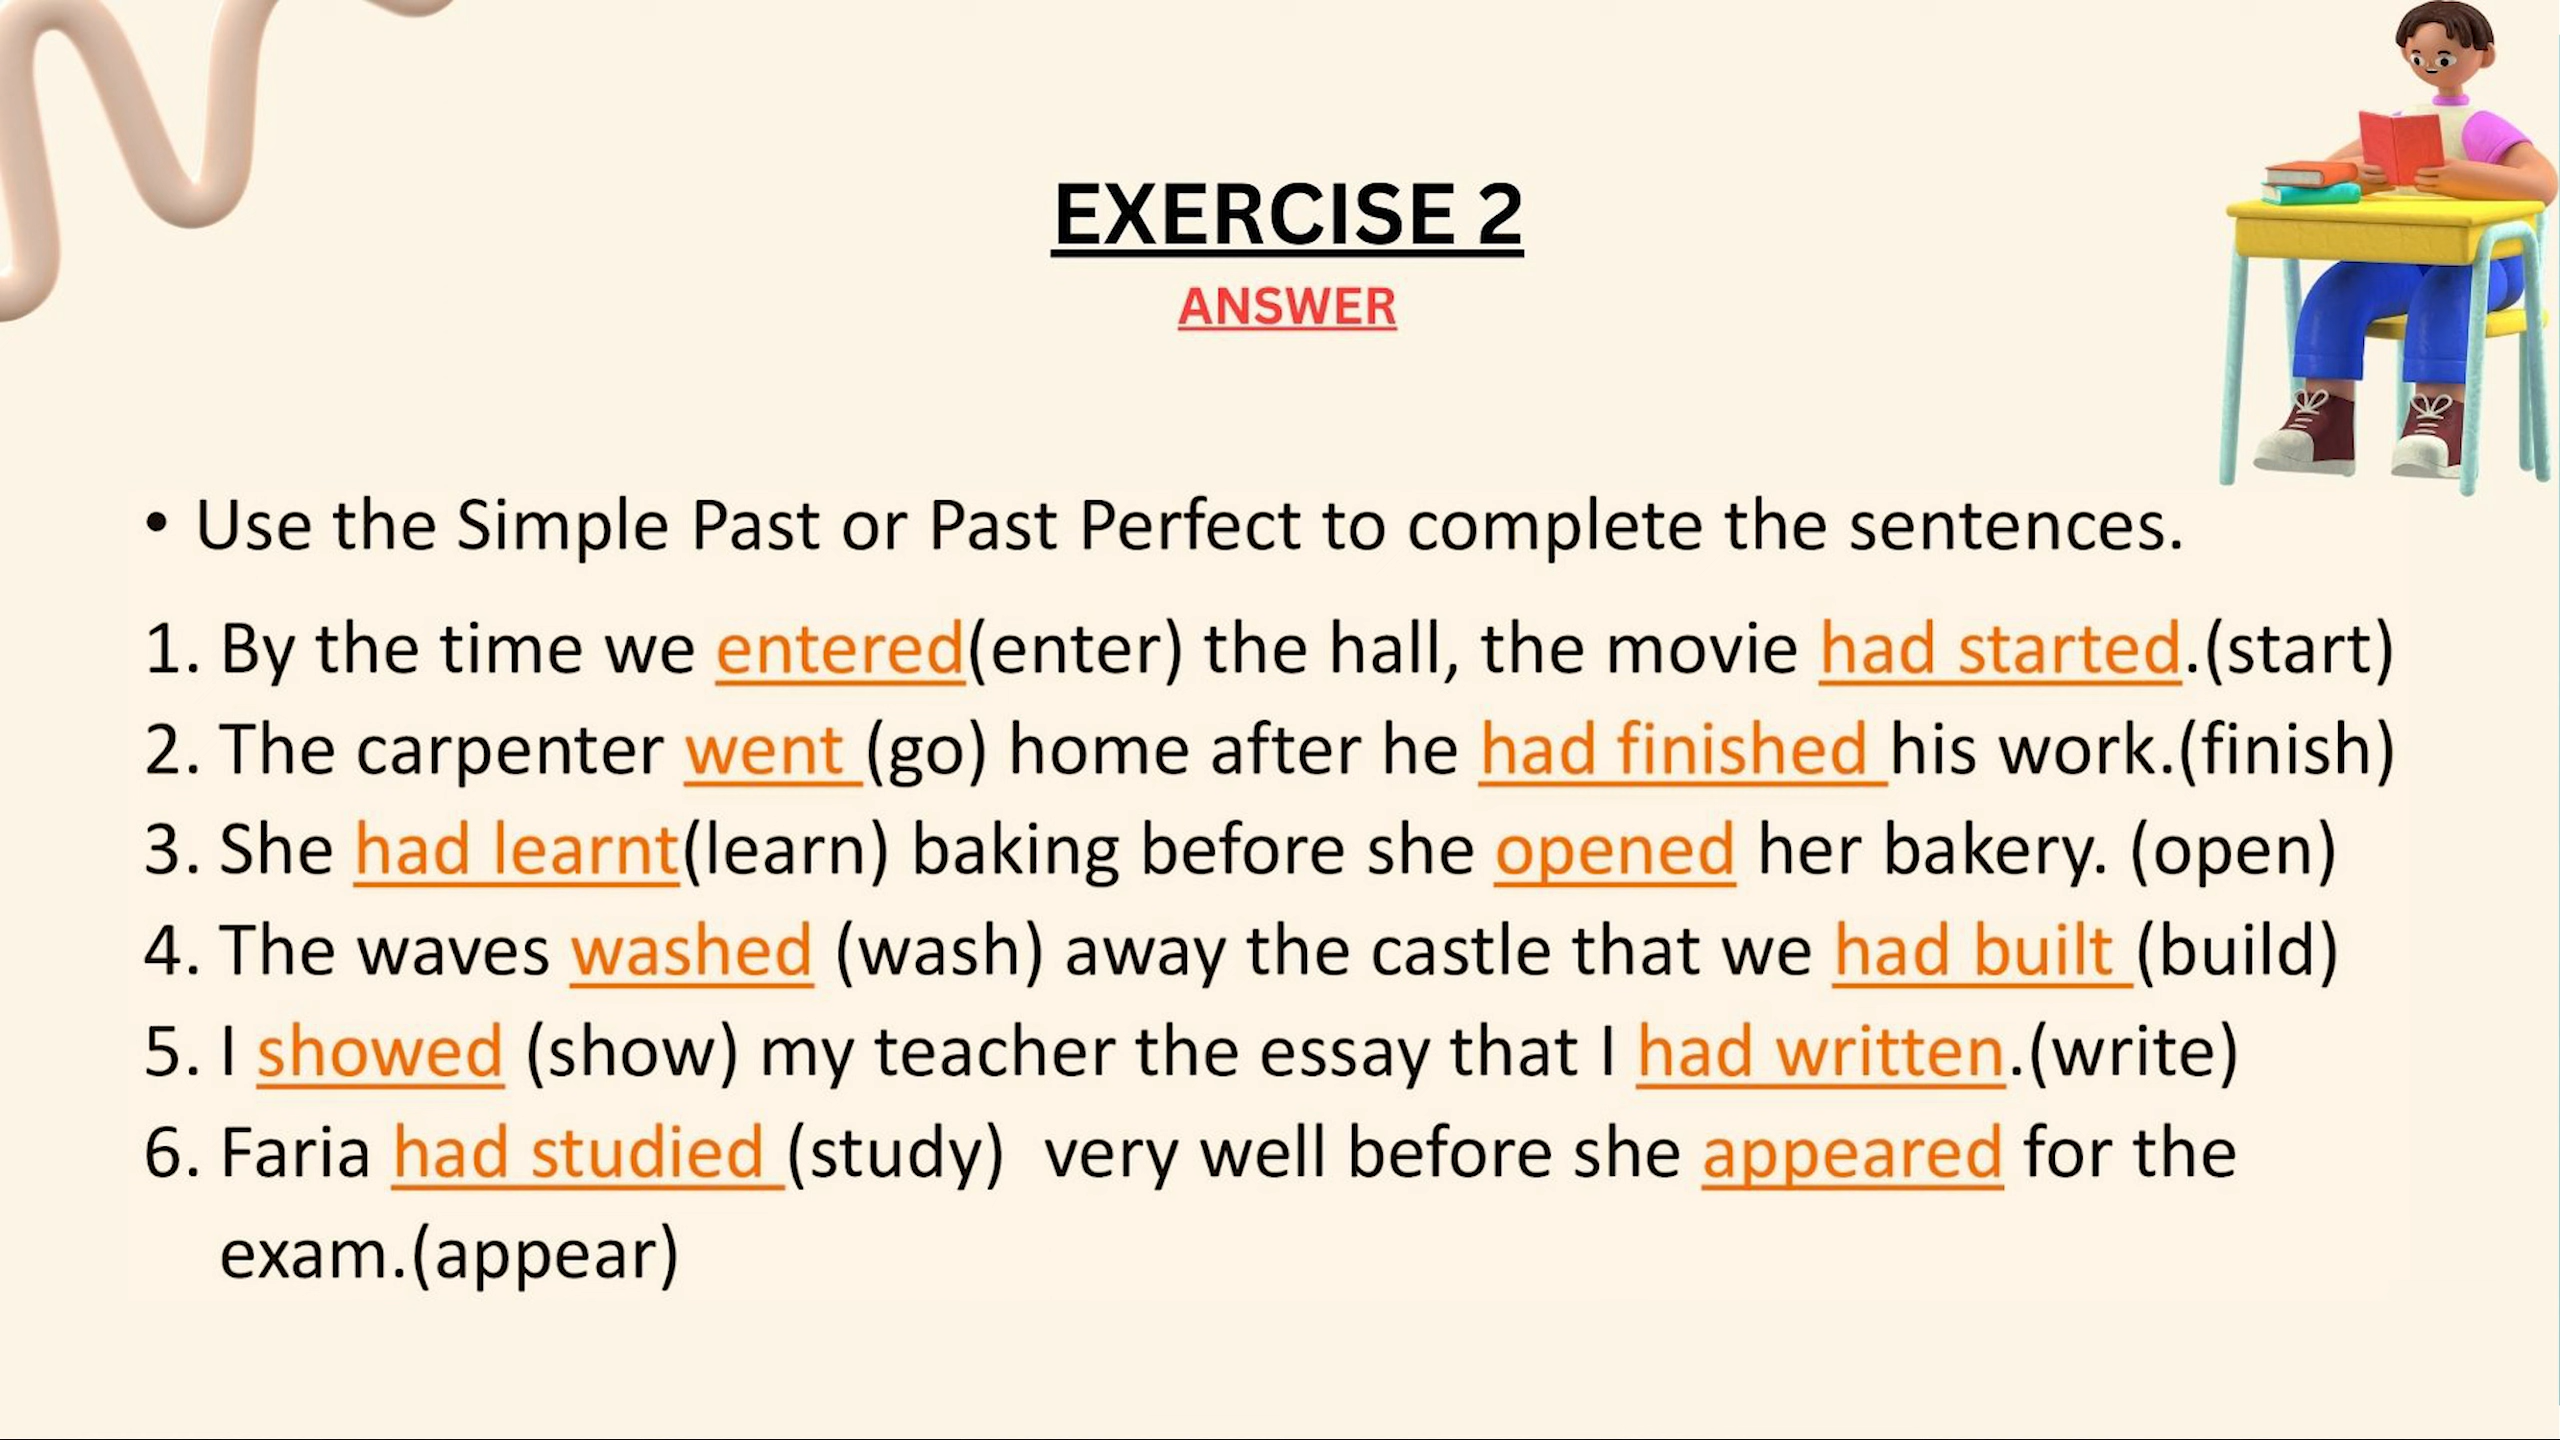 EXERCISE 2
ANSWER
• Use the Simple Past or Past Perfect to complete the sentences.
1. By the time we entered(enter) the hall, the movie had started.(start)
2. The carpenter went (go) home after he had finished his work.(finish)
3. She had learnt(learn) baking before she opened her bakery. (open)
4. The waves washed (wash) away the castle that we had built (build)
5. I showed (show) my teacher the essay that I had written.(write)
6. Faria had studied (study)  very well before she appeared for the
exam.(appear)